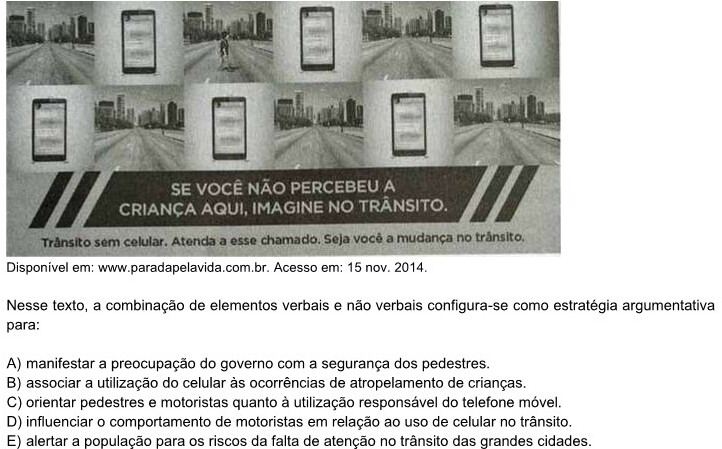 SE VOCÊ NÃO PERCEBEU A
CRIANÇA AQUI, IMAGINE NO TRÂNSITO.
Trânsito sem celular. Atenda a esse chamado. Seja você a mudança no trânsito.
Disponível em: www.paradapelavida.com.br. Acesso em: 15 nov. 2014.
Nesse texto, a combinação de elementos verbais e não verbais configura-se como estratégia argumentativa
para:
A) manifestar a preocupação do governo com a segurança dos pedestres.
B) associar a utilização do celular às ocorrências de atropelamento de crianças.
C) orientar pedestres e motoristas quanto à utilização responsável do telefone móvel.
D) influenciar o comportamento de motoristas em relação ao uso de celular no trânsito.
E) alertar a população para os riscos da falta de atenção no trânsito das grandes cidades.